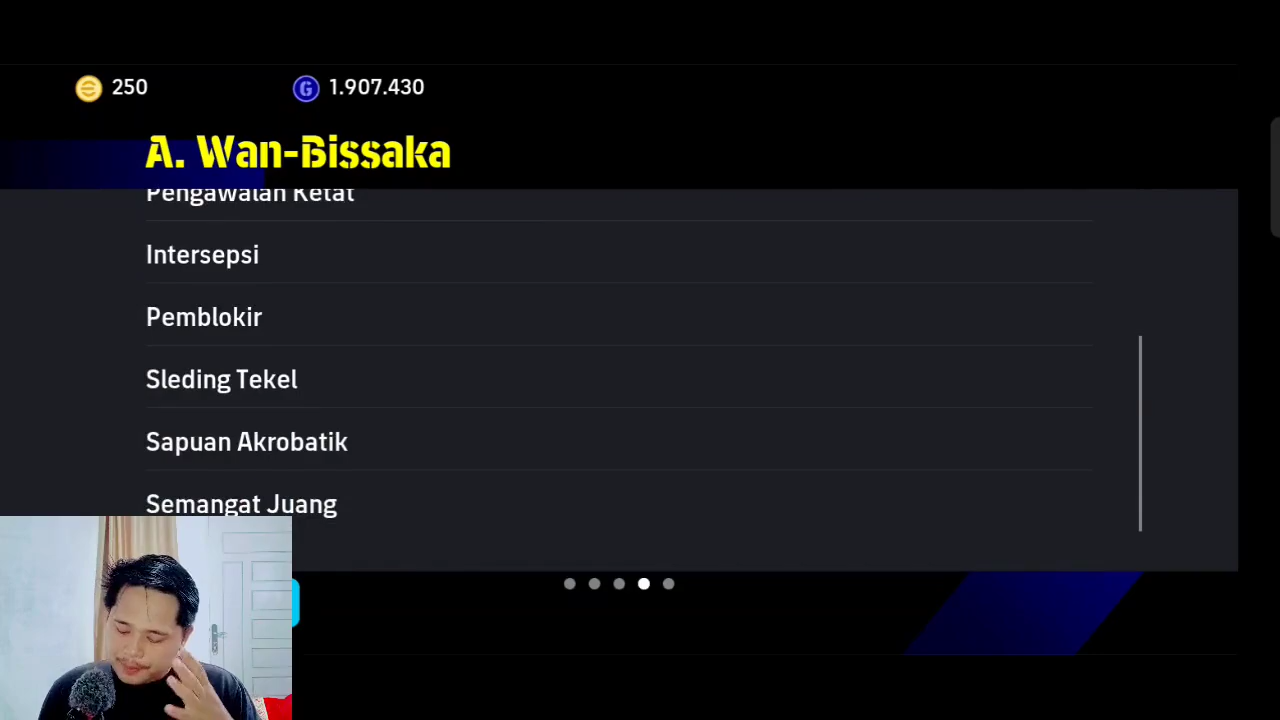 250
1.907.430
A. Wan-Bissaka
Pengawalan Ketat
Intersepsi
Pemblokir
Sleding Tekel
Sapuan Akrobatik
Semangat Juang